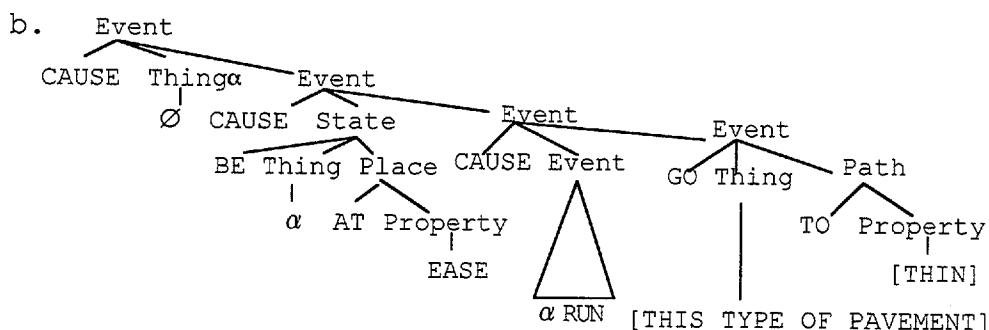 b. Event
CAUSE Thingα Event
∅ CAUSE State Event Event
BE Thing Place CAUSE Event GO Thing Path
α AT Property TO Property
EASE [THIN]
α RUN [THIS TYPE OF PAVEMENT]